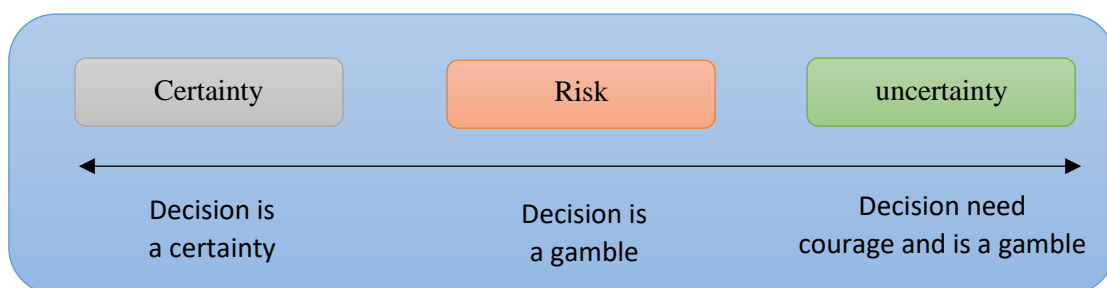 Certainty
Risk
uncertainty
Decision is
a certainty
Decision is
a gamble
Decision need
courage and is a gamble